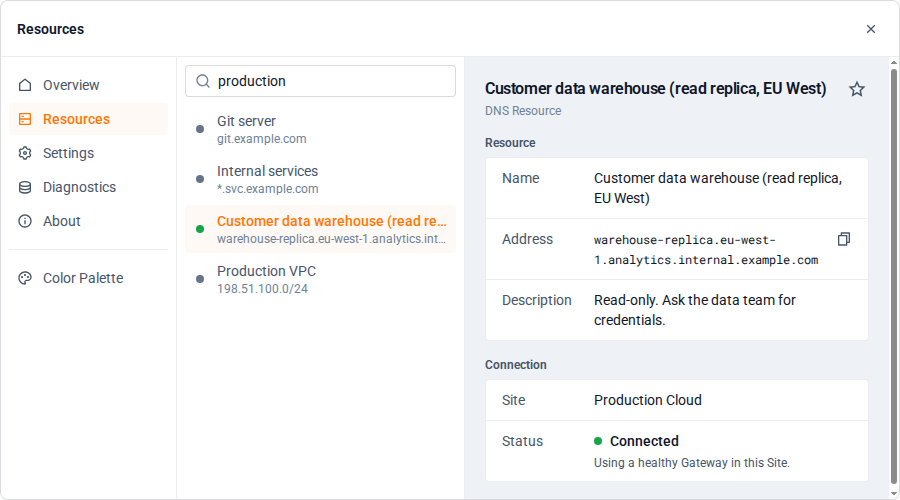 Resources
Overview
Resources
Settings
Diagnostics
About
Color Palette
production
Git server
git.example.com
Internal services
*.svc.example.com
Customer data warehouse (read re...
warehouse-replica.eu-west-1.analytics.int...
Production VPC
198.51.100.0/24
Customer data warehouse (read replica, EU West)
DNS Resource
Resource
Name
Customer data warehouse (read replica,
EU West)
Address
warehouse-replica.eu-west-
1.analytics.internal.example.com
Description
Read-only. Ask the data team for
credentials.
Connection
Site
Production Cloud
Status
Connected
Using a healthy Gateway in this Site.